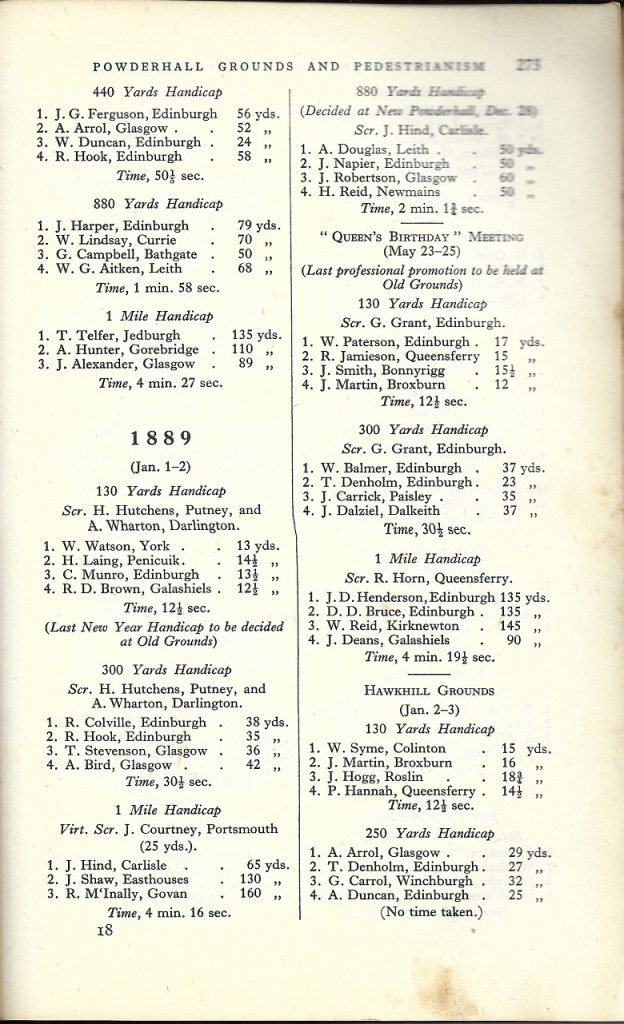 POWDERHALL GROUNDS AND PEDESTRIANISM 273
440 Yards Handicap
1. J. G. Ferguson, Edinburgh 56 yds.
2. A. Arrol, Glasgow . 52 „
3. W. Duncan, Edinburgh . 24 „
4. R. Hook, Edinburgh . 58 „
Time, 50⅕ sec.
880 Yards Handicap
1. J. Harper, Edinburgh . 79 yds.
2. W. Lindsay, Currie . 70 „
3. G. Campbell, Bathgate . 50 „
4. W. G. Aitken, Leith . 68 „
Time, 1 min. 58 sec.
1 Mile Handicap
1. T. Telfer, Jedburgh . 135 yds.
2. A. Hunter, Gorebridge . 110 „
3. J. Alexander, Glasgow . 89 „
Time, 4 min. 27 sec.
1889
(Jan. 1–2)
130 Yards Handicap
Scr. H. Hutchens, Putney, and
A. Wharton, Darlington.
1. W. Watson, York . . 13 yds.
2. H. Laing, Penicuik. . 14½ „
3. C. Munro, Edinburgh . 13½ „
4. R. D. Brown, Galashiels . 12½ „
Time, 12½ sec.
(Last New Year Handicap to be decided
at Old Grounds)
300 Yards Handicap
Scr. H. Hutchens, Putney, and
A. Wharton, Darlington.
1. R. Colville, Edinburgh . 38 yds.
2. R. Hook, Edinburgh . 35 „
3. T. Stevenson, Glasgow . 36 „
4. A. Bird, Glasgow . . 42 „
Time, 30½ sec.
1 Mile Handicap
Virt. Scr. J. Courtney, Portsmouth
(25 yds.).
1. J. Hind, Carlisle . . 65 yds.
2. J. Shaw, Easthouses . 130 „
3. R. M‘Inally, Govan . 160 „
Time, 4 min. 16 sec.
18
880 Yards Handicap
(Decided at New Powderhall, Dec. 28)
Scr. J. Hind, Carlisle.
1. A. Douglas, Leith . . 50 yds.
2. J. Napier, Edinburgh . 50 „
3. J. Robertson, Glasgow . 60 „
4. H. Reid, Newmains . 50 „
Time, 2 min. 1¾ sec.
“ QUEEN'S BIRTHDAY ” MEETING
(May 23–25)
(Last professional promotion to be held at
Old Grounds)
130 Yards Handicap
Scr. G. Grant, Edinburgh.
1. W. Paterson, Edinburgh . 17 yds.
2. R. Jamieson, Queensferry 15 „
3. J. Smith, Bonnyrigg . 15½ „
4. J. Martin, Broxburn . 12 „
Time, 12½ sec.
300 Yards Handicap
Scr. G. Grant, Edinburgh.
1. W. Balmer, Edinburgh . 37 yds.
2. T. Denholm, Edinburgh . 23 „
3. J. Carrick, Paisley . . 35 „
4. J. Dalziel, Dalkeith . 37 „
Time, 30½ sec.
1 Mile Handicap
Scr. R. Horn, Queensferry.
1. J. D. Henderson, Edinburgh 135 yds.
2. D. D. Bruce, Edinburgh . 135 „
3. W. Reid, Kirknewton . 145 „
4. J. Deans, Galashiels . 90 „
Time, 4 min. 19½ sec.
HAWKHILL GROUNDS
(Jan. 2–3)
130 Yards Handicap
1. W. Syme, Colinton . 15 yds.
2. J. Martin, Broxburn . 16 „
3. J. Hogg, Roslin . . 18¾ „
4. P. Hannah, Queensferry . 14½ „
Time, 12½ sec.
250 Yards Handicap
1. A. Arrol, Glasgow . . 29 yds.
2. T. Denholm, Edinburgh . 27 „
3. G. Carrol, Winchburgh . 32 „
4. A. Duncan, Edinburgh . 25 „
(No time taken.)